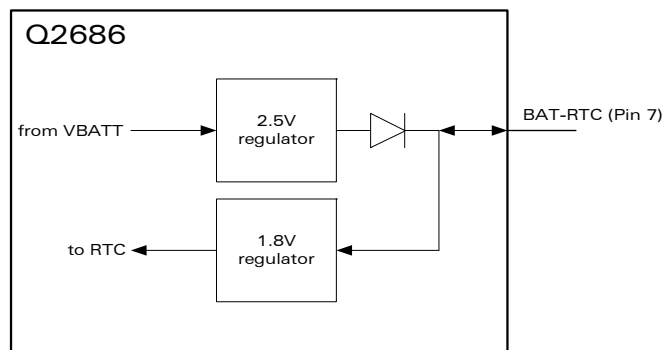 Q2686
2.5V
regulator
from VBATT
BAT-RTC (Pin 7)
1.8V
regulator
to RTC